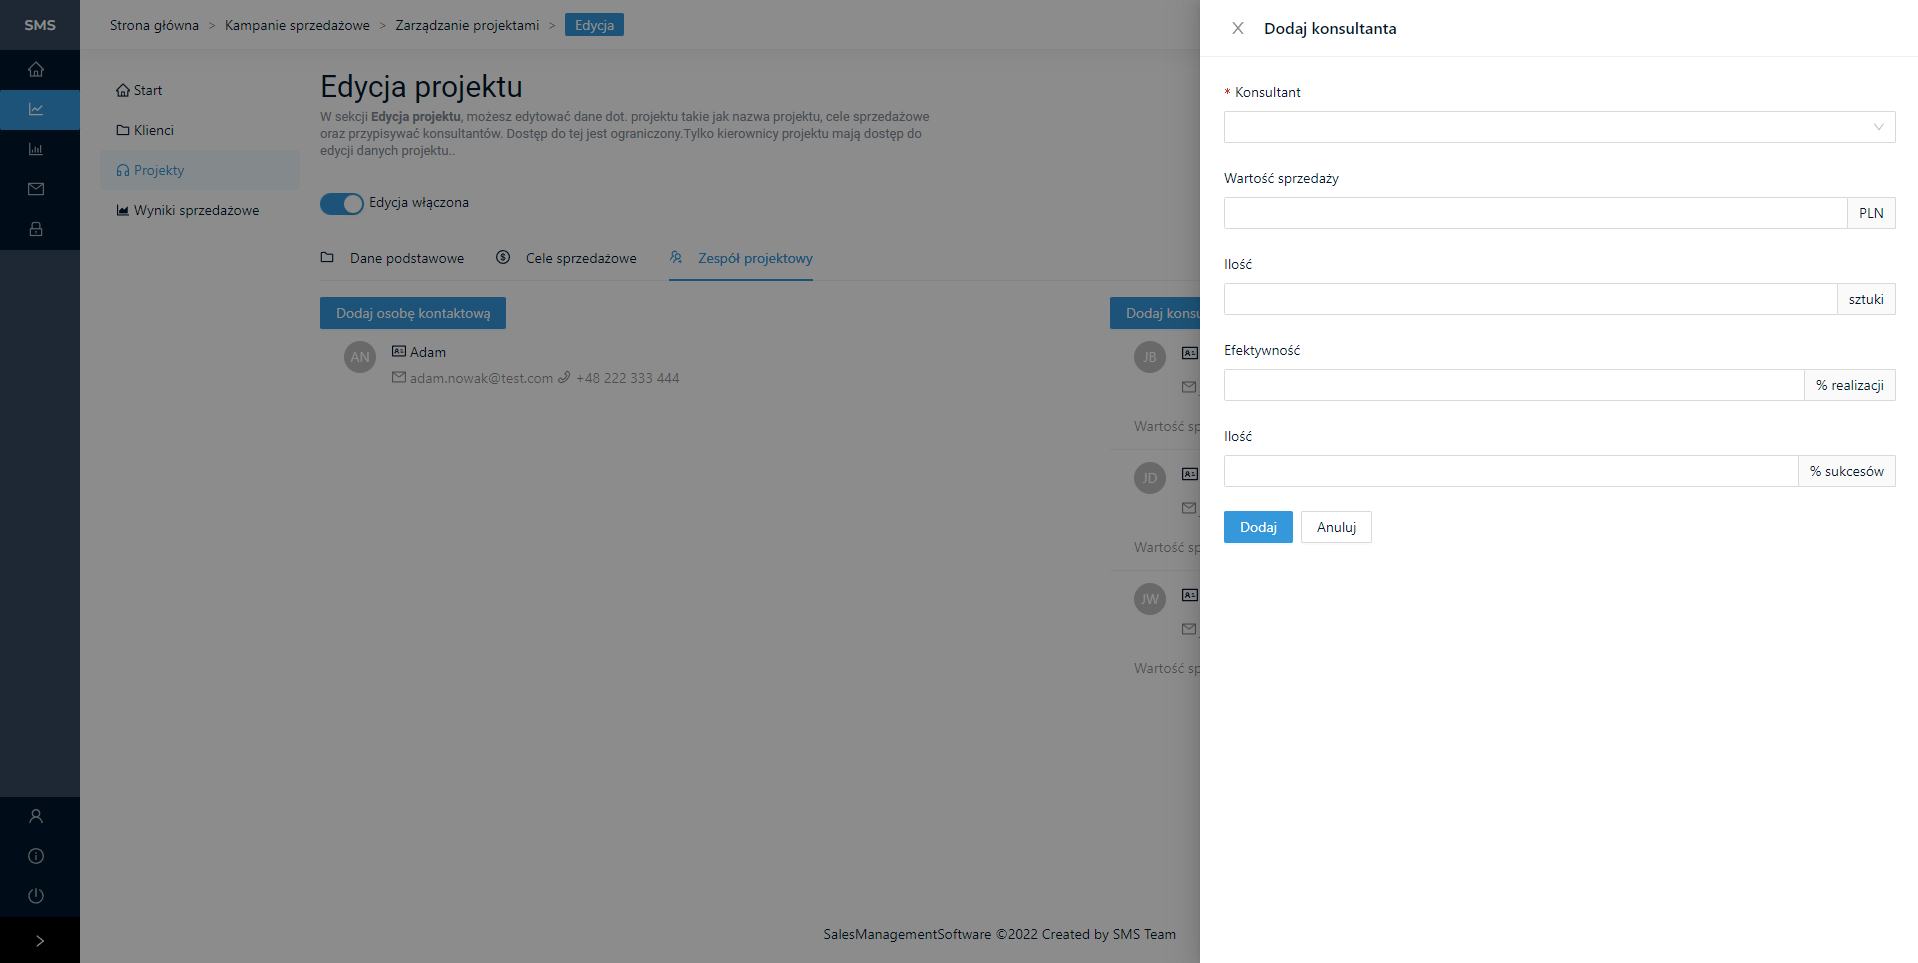 SMS
Strona główna > Kampanie sprzedażowe > Zarządzanie projektami > Edycja
Start
Klienci
Projekty
Wyniki sprzedażowe
Edycja projektu
W sekcji Edycja projektu, możesz edytować dane dot. projektu takie jak nazwa projektu, cele sprzedażowe
oraz przypisywać konsultantów. Dostęp do tej jest ograniczony.Tylko kierownicy projektu mają dostęp do
edycji danych projektu..
Edycja włączona
Dane podstawowe
Cele sprzedażowe
Zespół projektowy
Dodaj osobę kontaktową
AN
Adam
adam.nowak@test.com +48 222 333 444
Dodaj konsu
JB
Wartość sp
JD
Wartość sp
JW
Wartość sp
SalesManagementSoftware ©2022 Created by SMS Team
Dodaj konsultanta
* Konsultant
Wartość sprzedaży
PLN
Ilość
sztuki
Efektywność
% realizacji
Ilość
% sukcesów
Dodaj
Anuluj